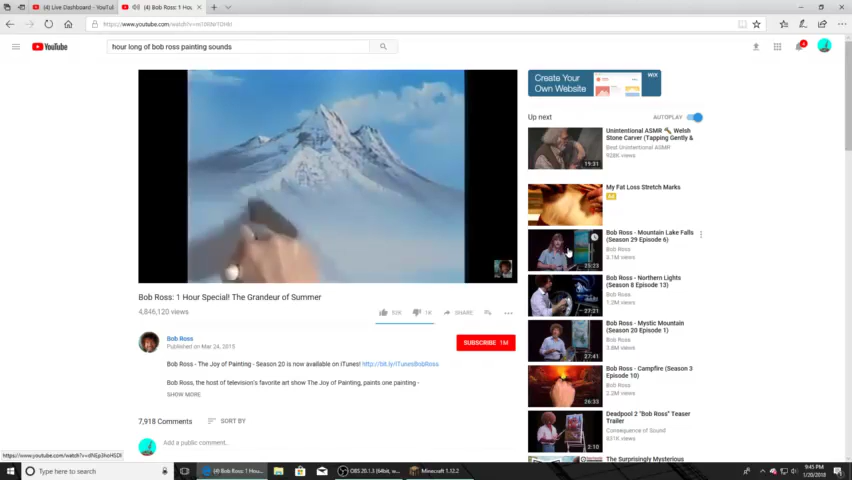 (4) Live Dashboard - YouTu
(4) Bob Ross: 1 H
hour long of bob ross painting sounds
YouTube
4
Create Your
Own Website
WIX
Up next
AUTOPLAY
Unintentional ASMR
Welsh
Stone Carver (Tapping Gently &
Best Unintentional ASMR
928K views
19:31
My Fat Loss Stretch Marks
Ad
Bob Ross - Mountain Lake Falls
(Season 29 Episode 6)
Bob Ross
3.1M views
25:23
Bob Ross - Northern Lights
(Season 8 Episode 13)
Bob Ross
1.2M views
27:21
Bob Ross - Mystic Mountain
(Season 20 Episode 1)
Bob Ross
3.8M views
27:41
Bob Ross - Campfire (Season 3
Episode 10)
Bob Ross
2.2M views
26:33
Deadpool 2 "Bob Ross" Teaser
Trailer
Consequence of Sound
631K views
2:10
The Surprisingly Mysterious
Bob Ross: 1 Hour Special! The Grandeur of Summer
4,846,120 views
52K
1K
SHARE
Bob Ross
Published on Mar 24, 2015
SUBSCRIBE 1M
Bob Ross - The Joy of Painting - Season 20 is now available on iTunes! http://bit.ly/iTunesBobRoss
Bob Ross, the host of television's favorite art show The Joy of Painting, paints one painting -
SHOW MORE
7,918 Comments
SORT BY
Add a public comment..
Type here to search
(4) Bob Ross: 1 Hou...
OBS 20.1.3 (64bit, w...
Minecraft 1.12.2
9:45 PM
1/20/2018